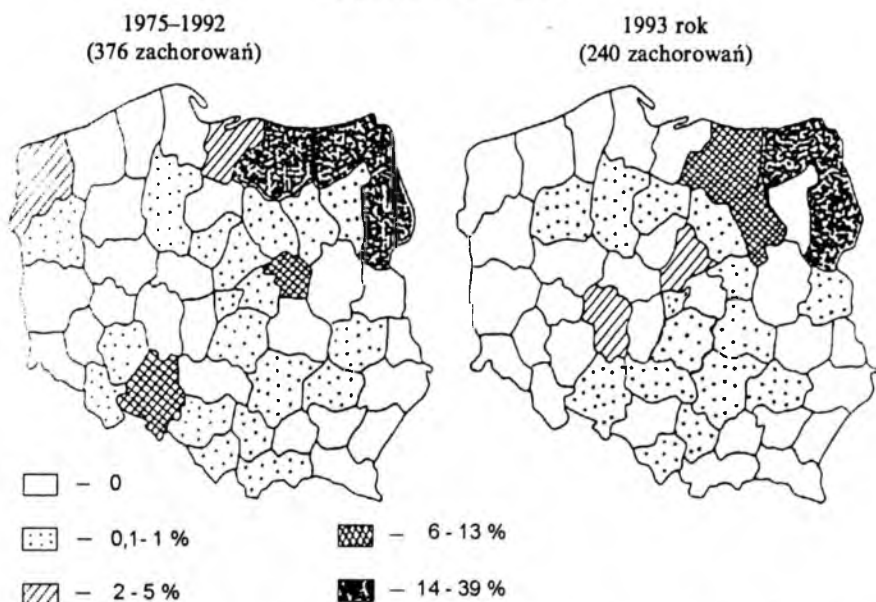 1975–1992
(376 zachorowań)
1993 rok
(240 zachorowań)
– 0
– 0,1- 1 %
– 2 - 5 %
– 6 - 13 %
– 14 - 39 %